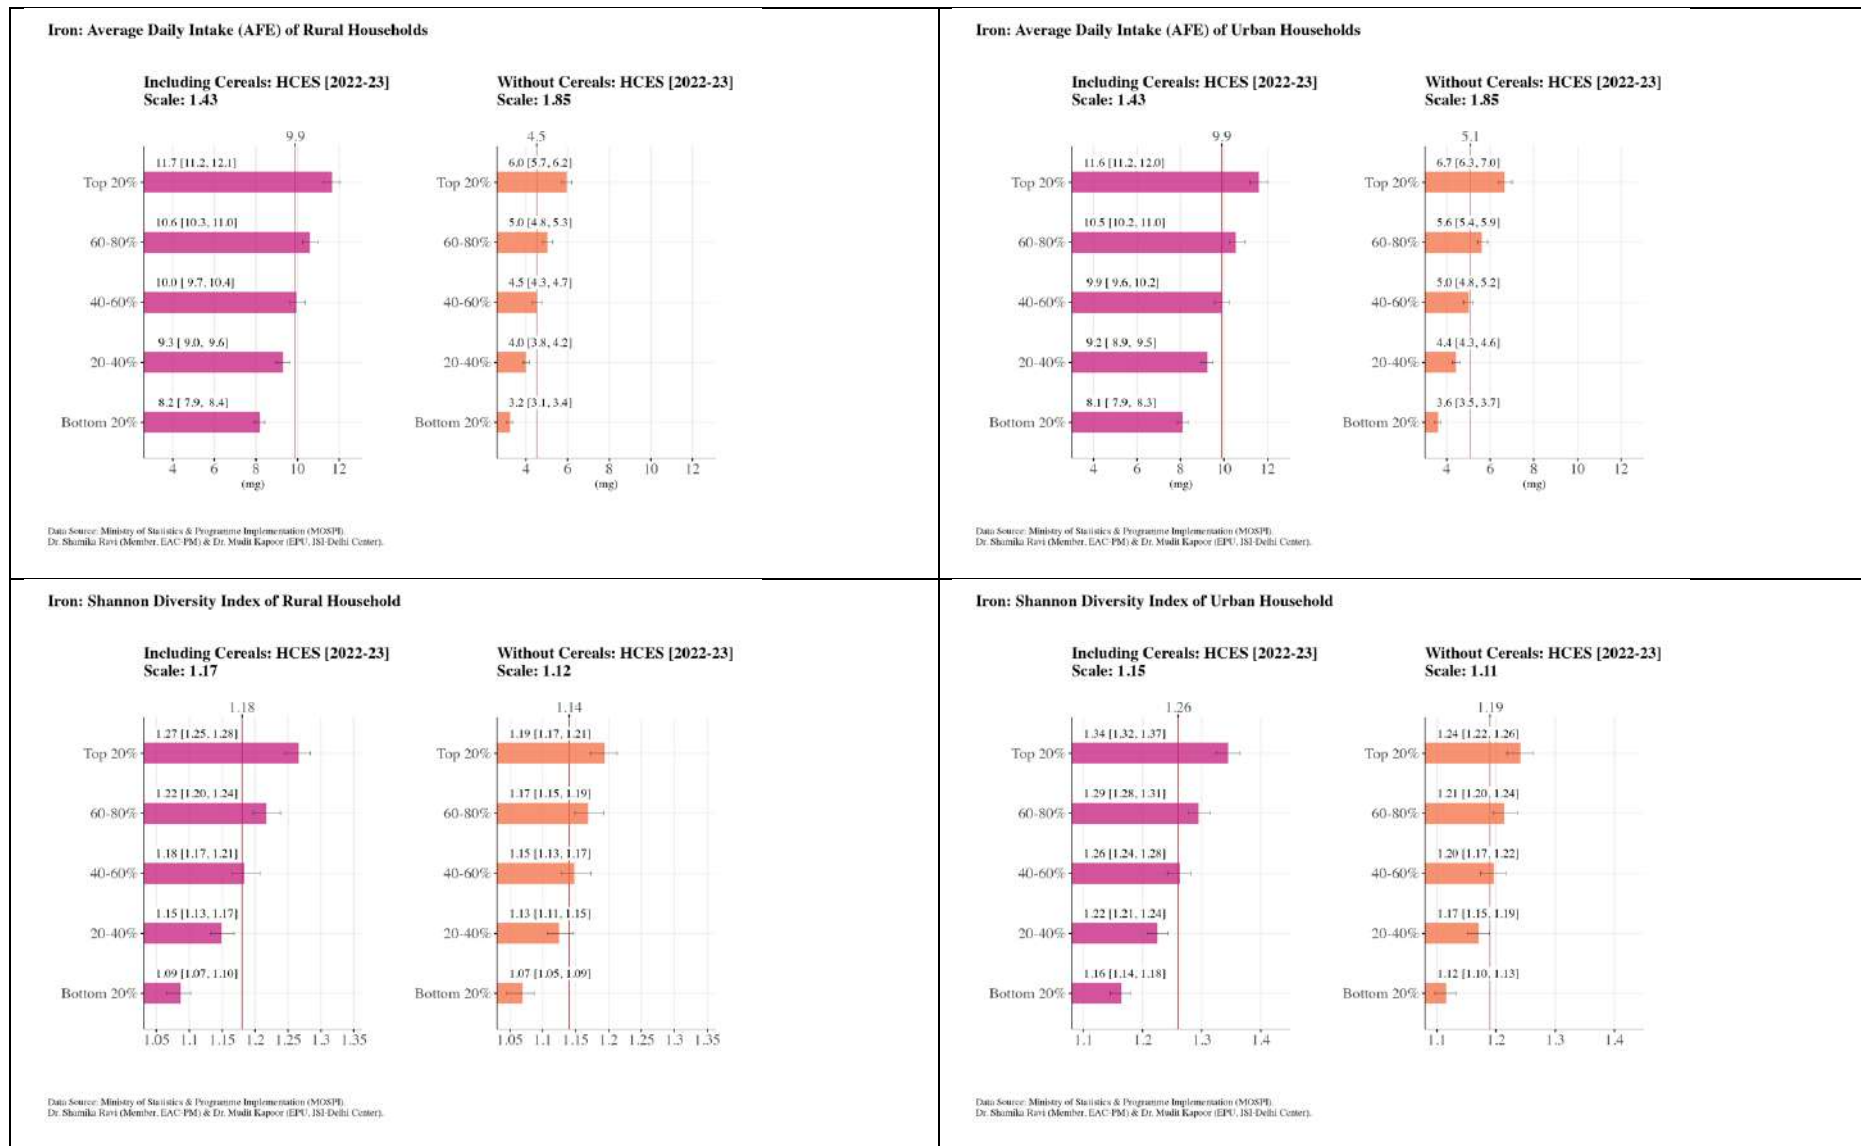 Iron: Average Daily Intake (AFE) of Rural Households
Including Cereals: HCES [2022-23]
Scale: 1.43
9.9
Top 20%
11.7 [11.2, 12.1]
60-80%
10.6 [10.3, 11.0]
40-60%
10.0 [ 9.7, 10.4]
20-40%
9.3 [ 9.0, 9.6]
Bottom 20%
8.2 [ 7.9, 8.4]
4 6 8 10 12
(mg)
Without Cereals: HCES [2022-23]
Scale: 1.85
4.5
Top 20%
6.0 [5.7, 6.2]
60-80%
5.0 [4.8, 5.3]
40-60%
4.5 [4.3, 4.7]
20-40%
4.0 [3.8, 4.2]
Bottom 20%
3.2 [3.1, 3.4]
4 6 8 10 12
(mg)
Data Source: Ministry of Statistics & Programme Implementation (MOSPI).
Dr. Shamika Ravi (Member, EAC-PM) & Dr. Mudit Kapoor (EPU, ISI-Delhi Center).
Iron: Average Daily Intake (AFE) of Urban Households
Including Cereals: HCES [2022-23]
Scale: 1.43
9.9
Top 20%
11.6 [11.2, 12.0]
60-80%
10.5 [10.2, 11.0]
40-60%
9.9 [ 9.6, 10.2]
20-40%
9.2 [ 8.9, 9.5]
Bottom 20%
8.1 [ 7.9, 8.3]
4 6 8 10 12
(mg)
Without Cereals: HCES [2022-23]
Scale: 1.85
5.1
Top 20%
6.7 [6.3, 7.0]
60-80%
5.6 [5.4, 5.9]
40-60%
5.0 [4.8, 5.2]
20-40%
4.4 [4.3, 4.6]
Bottom 20%
3.6 [3.5, 3.7]
4 6 8 10 12
(mg)
Data Source: Ministry of Statistics & Programme Implementation (MOSPI).
Dr. Shamika Ravi (Member, EAC-PM) & Dr. Mudit Kapoor (EPU, ISI-Delhi Center).
Iron: Shannon Diversity Index of Rural Household
Including Cereals: HCES [2022-23]
Scale: 1.17
1.18
Top 20%
1.27 [1.25, 1.28]
60-80%
1.22 [1.20, 1.24]
40-60%
1.18 [1.17, 1.21]
20-40%
1.15 [1.13, 1.17]
Bottom 20%
1.09 [1.07, 1.10]
1.05 1.1 1.15 1.2 1.25 1.3 1.35
Without Cereals: HCES [2022-23]
Scale: 1.12
1.14
Top 20%
1.19 [1.17, 1.21]
60-80%
1.17 [1.15, 1.19]
40-60%
1.15 [1.13, 1.17]
20-40%
1.13 [1.11, 1.15]
Bottom 20%
1.07 [1.05, 1.09]
1.05 1.1 1.15 1.2 1.25 1.3 1.35
Data Source: Ministry of Statistics & Programme Implementation (MOSPI).
Dr. Shamika Ravi (Member, EAC-PM) & Dr. Mudit Kapoor (EPU, ISI-Delhi Center).
Iron: Shannon Diversity Index of Urban Household
Including Cereals: HCES [2022-23]
Scale: 1.15
1.26
Top 20%
1.34 [1.32, 1.37]
60-80%
1.29 [1.28, 1.31]
40-60%
1.26 [1.24, 1.28]
20-40%
1.22 [1.21, 1.24]
Bottom 20%
1.16 [1.14, 1.18]
1.1 1.2 1.3 1.4
Without Cereals: HCES [2022-23]
Scale: 1.11
1.19
Top 20%
1.24 [1.22, 1.26]
60-80%
1.21 [1.20, 1.24]
40-60%
1.20 [1.17, 1.22]
20-40%
1.17 [1.15, 1.19]
Bottom 20%
1.12 [1.10, 1.13]
1.1 1.2 1.3 1.4
Data Source: Ministry of Statistics & Programme Implementation (MOSPI).
Dr. Shamika Ravi (Member, EAC-PM) & Dr. Mudit Kapoor (EPU, ISI-Delhi Center).